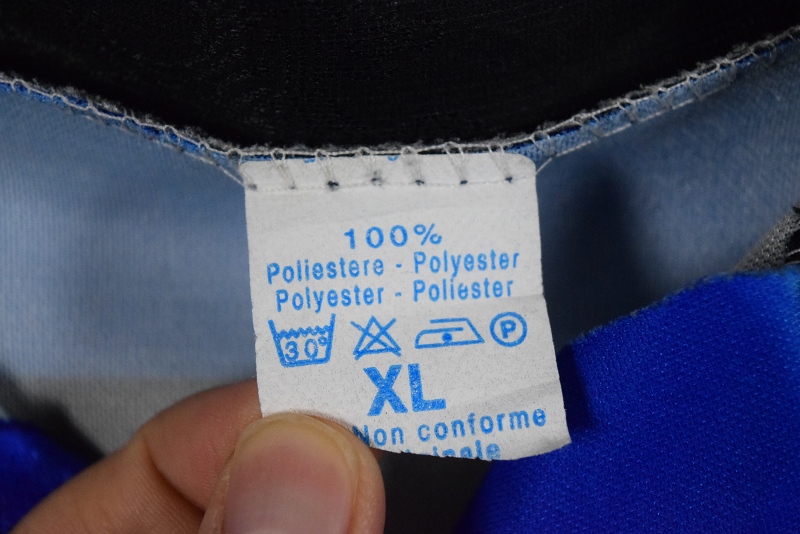 100%
Poliestere - Polyester
Polyester - Poliester
30°
P
XL
Non conforme